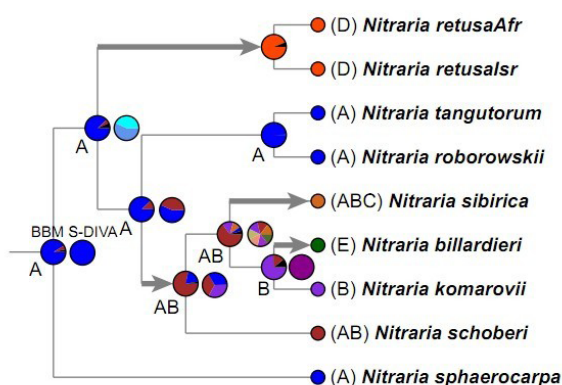 (D) Nitraria retusaAfr
(D) Nitraria retusaIsr
(A) Nitraria tangutorum
A
A
(A) Nitraria roborowskii
(ABC) Nitraria sibirica
BBM S-DIVA A
AB
(E) Nitraria billardieri
A
B
(B) Nitraria komarovii
AB
(AB) Nitraria schoberi
(A) Nitraria sphaerocarpa